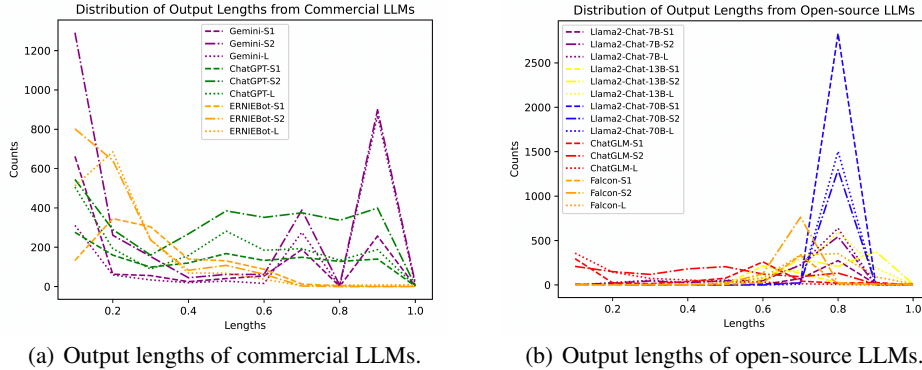 Distribution of Output Lengths from Commercial LLMs
Counts
1200
1000
800
600
400
200
0
Gemini-S1
Gemini-S2
Gemini-L
ChatGPT-S1
ChatGPT-S2
ChatGPT-L
ERNIEBot-S1
ERNIEBot-S2
ERNIEBot-L
0.2 0.4 0.6 0.8 1.0
Lengths
(a) Output lengths of commercial LLMs.
Distribution of Output Lengths from Open-source LLMs
Counts
2500
2000
1500
1000
500
0
Llama2-Chat-7B-S1
Llama2-Chat-7B-S2
Llama2-Chat-7B-L
Llama2-Chat-13B-S1
Llama2-Chat-13B-S2
Llama2-Chat-13B-L
Llama2-Chat-70B-S1
Llama2-Chat-70B-S2
Llama2-Chat-70B-L
ChatGLM-S1
ChatGLM-S2
ChatGLM-L
Falcon-S1
Falcon-S2
Falcon-L
0.2 0.4 0.6 0.8 1.0
Lengths
(b) Output lengths of open-source LLMs.